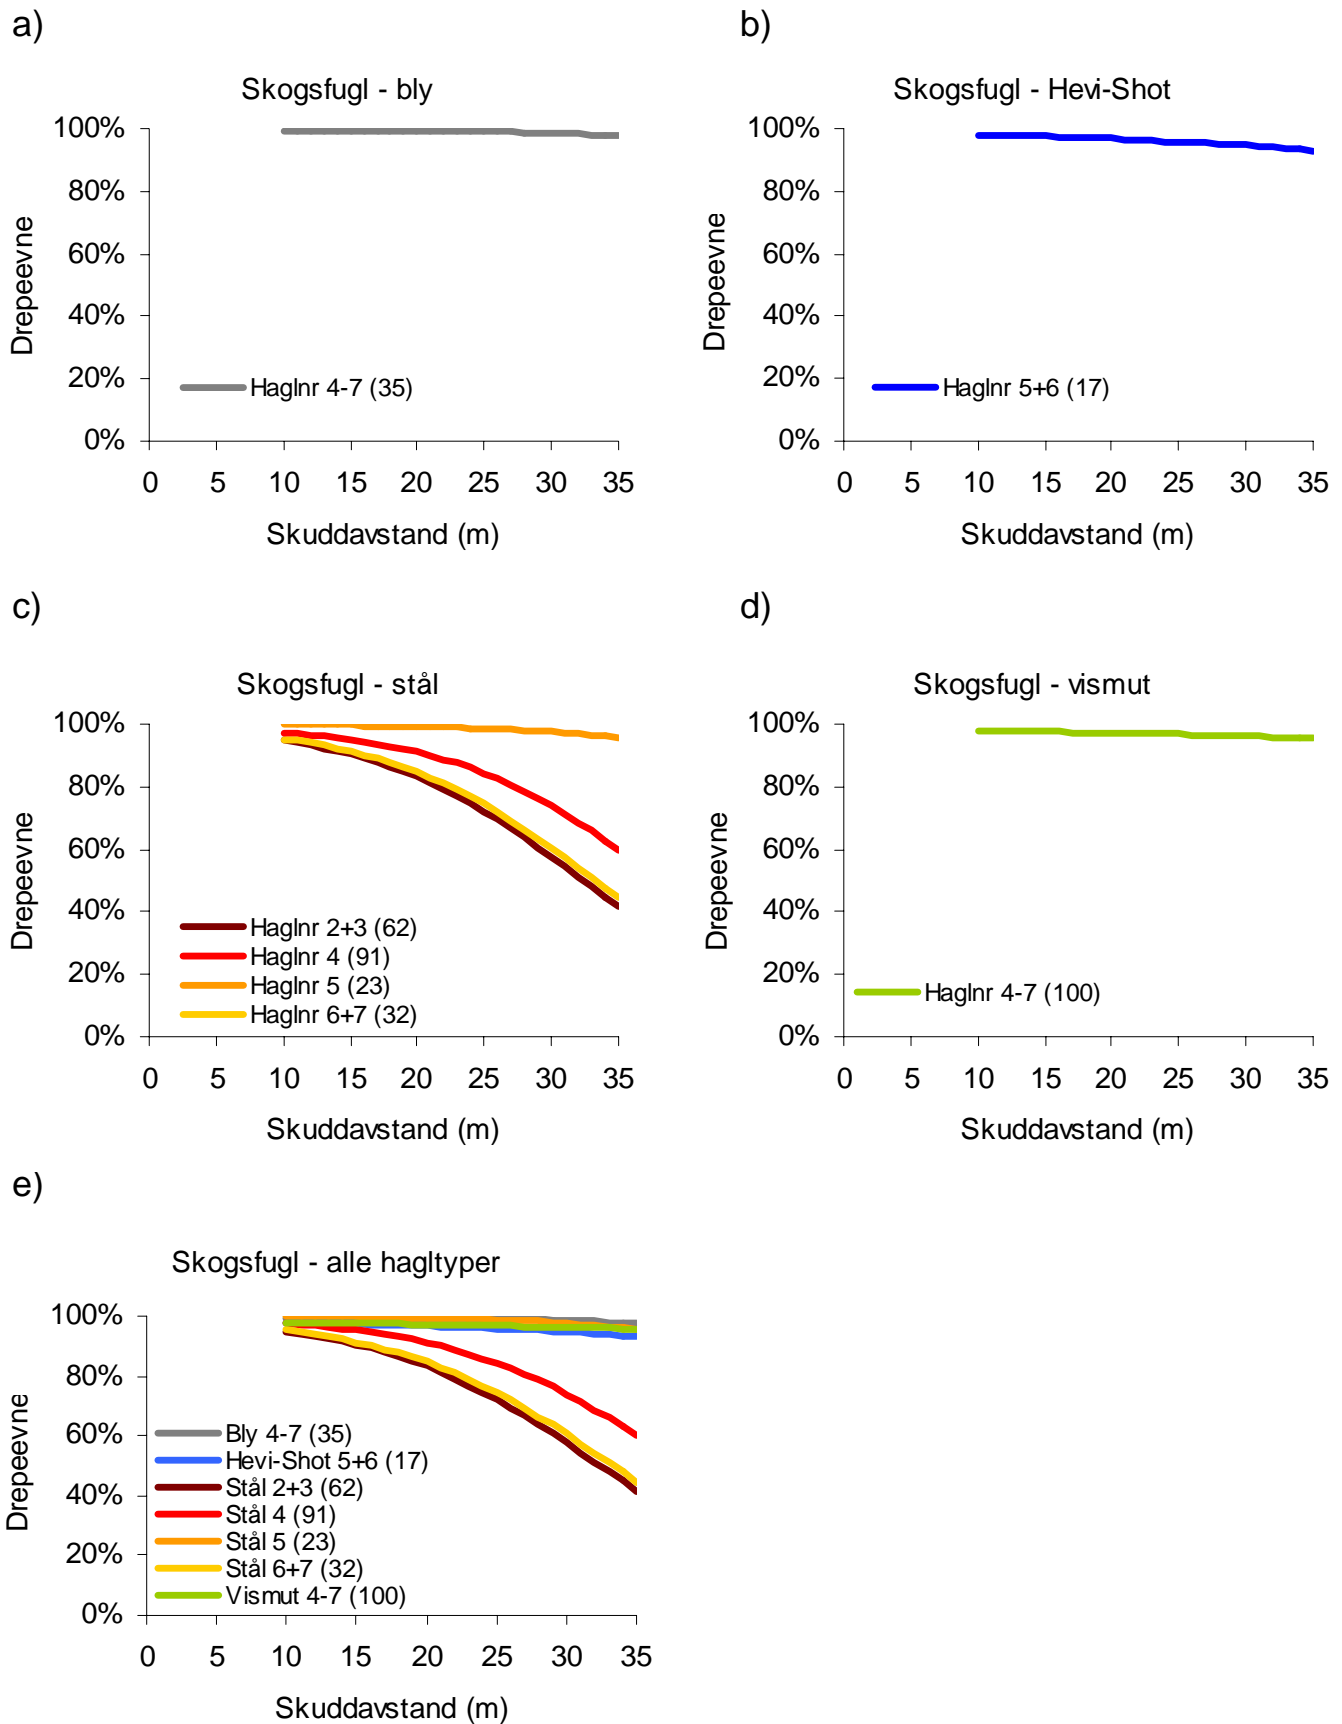 a)
Skogsfugl - bly
100%
80%
60%
40%
20%
0%
Drepeevne
Haglnr 4-7 (35)
0 5 10 15 20 25 30 35
Skuddavstand (m)
b)
Skogsfugl - Hevi-Shot
100%
80%
60%
40%
20%
0%
Drepeevne
Haglnr 5+6 (17)
0 5 10 15 20 25 30 35
Skuddavstand (m)
c)
Skogsfugl - stål
100%
80%
60%
40%
20%
0%
Drepeevne
Haglnr 2+3 (62)
Haglnr 4 (91)
Haglnr 5 (23)
Haglnr 6+7 (32)
0 5 10 15 20 25 30 35
Skuddavstand (m)
d)
Skogsfugl - vismut
100%
80%
60%
40%
20%
0%
Drepeevne
Haglnr 4-7 (100)
0 5 10 15 20 25 30 35
Skuddavstand (m)
e)
Skogsfugl - alle hagltyper
100%
80%
60%
40%
20%
0%
Drepeevne
Bly 4-7 (35)
Hevi-Shot 5+6 (17)
Stål 2+3 (62)
Stål 4 (91)
Stål 5 (23)
Stål 6+7 (32)
Vismut 4-7 (100)
0 5 10 15 20 25 30 35
Skuddavstand (m)